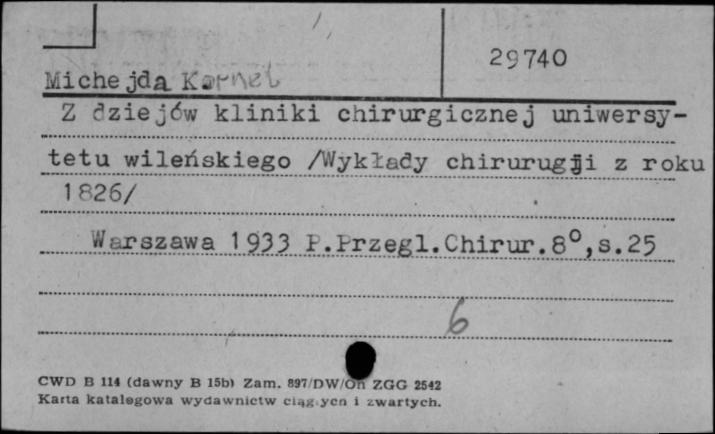 29740
Michejda Kornel
Z dziejów kliniki chirurgicznej uniwersy-
tetu wileńskiego /Wykłady chirurugji z roku
1826/
Warszawa 1933 P.Przegl.Chirur.8°,s.25
6
CWD B 114 (dawny B 15b) Zam. 897/DW/On ZGG 2542
Karta katalogowa wydawnictw ciągłych i zwartych.